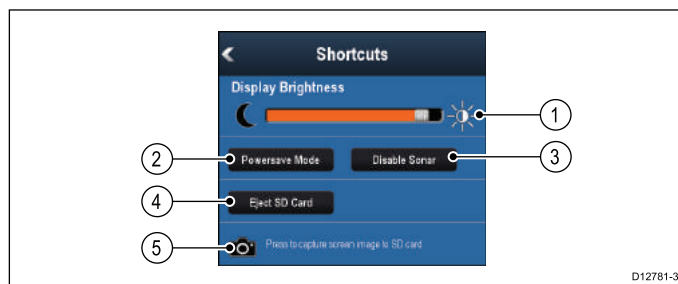 Shortcuts
Display Brightness
1
2 Powersave Mode Disable Sonar 3
4 Eject SD Card
5 Press to capture screen image to SD card
D12781-3